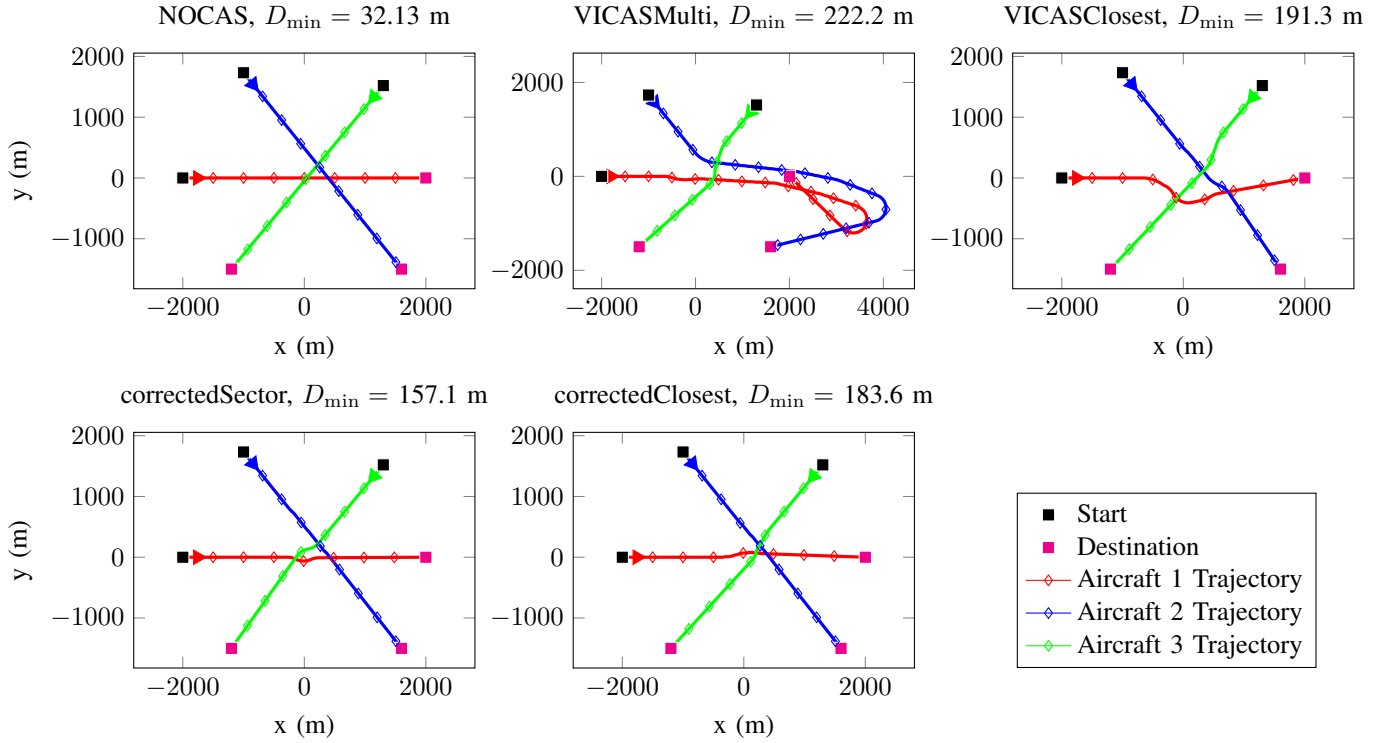 NOCAS, D_min = 32.13 m
VICASMulti, D_min = 222.2 m
VICASClosest, D_min = 191.3 m
y (m)
2000
1000
0
−1000
−2000
0
2000
x (m)
2000
0
−2000
−2000
0
2000
4000
x (m)
2000
1000
0
−1000
−2000
0
2000
x (m)
correctedSector, D_min = 157.1 m
correctedClosest, D_min = 183.6 m
y (m)
2000
1000
0
−1000
−2000
0
2000
x (m)
2000
1000
0
−1000
−2000
0
2000
x (m)
Start
Destination
Aircraft 1 Trajectory
Aircraft 2 Trajectory
Aircraft 3 Trajectory